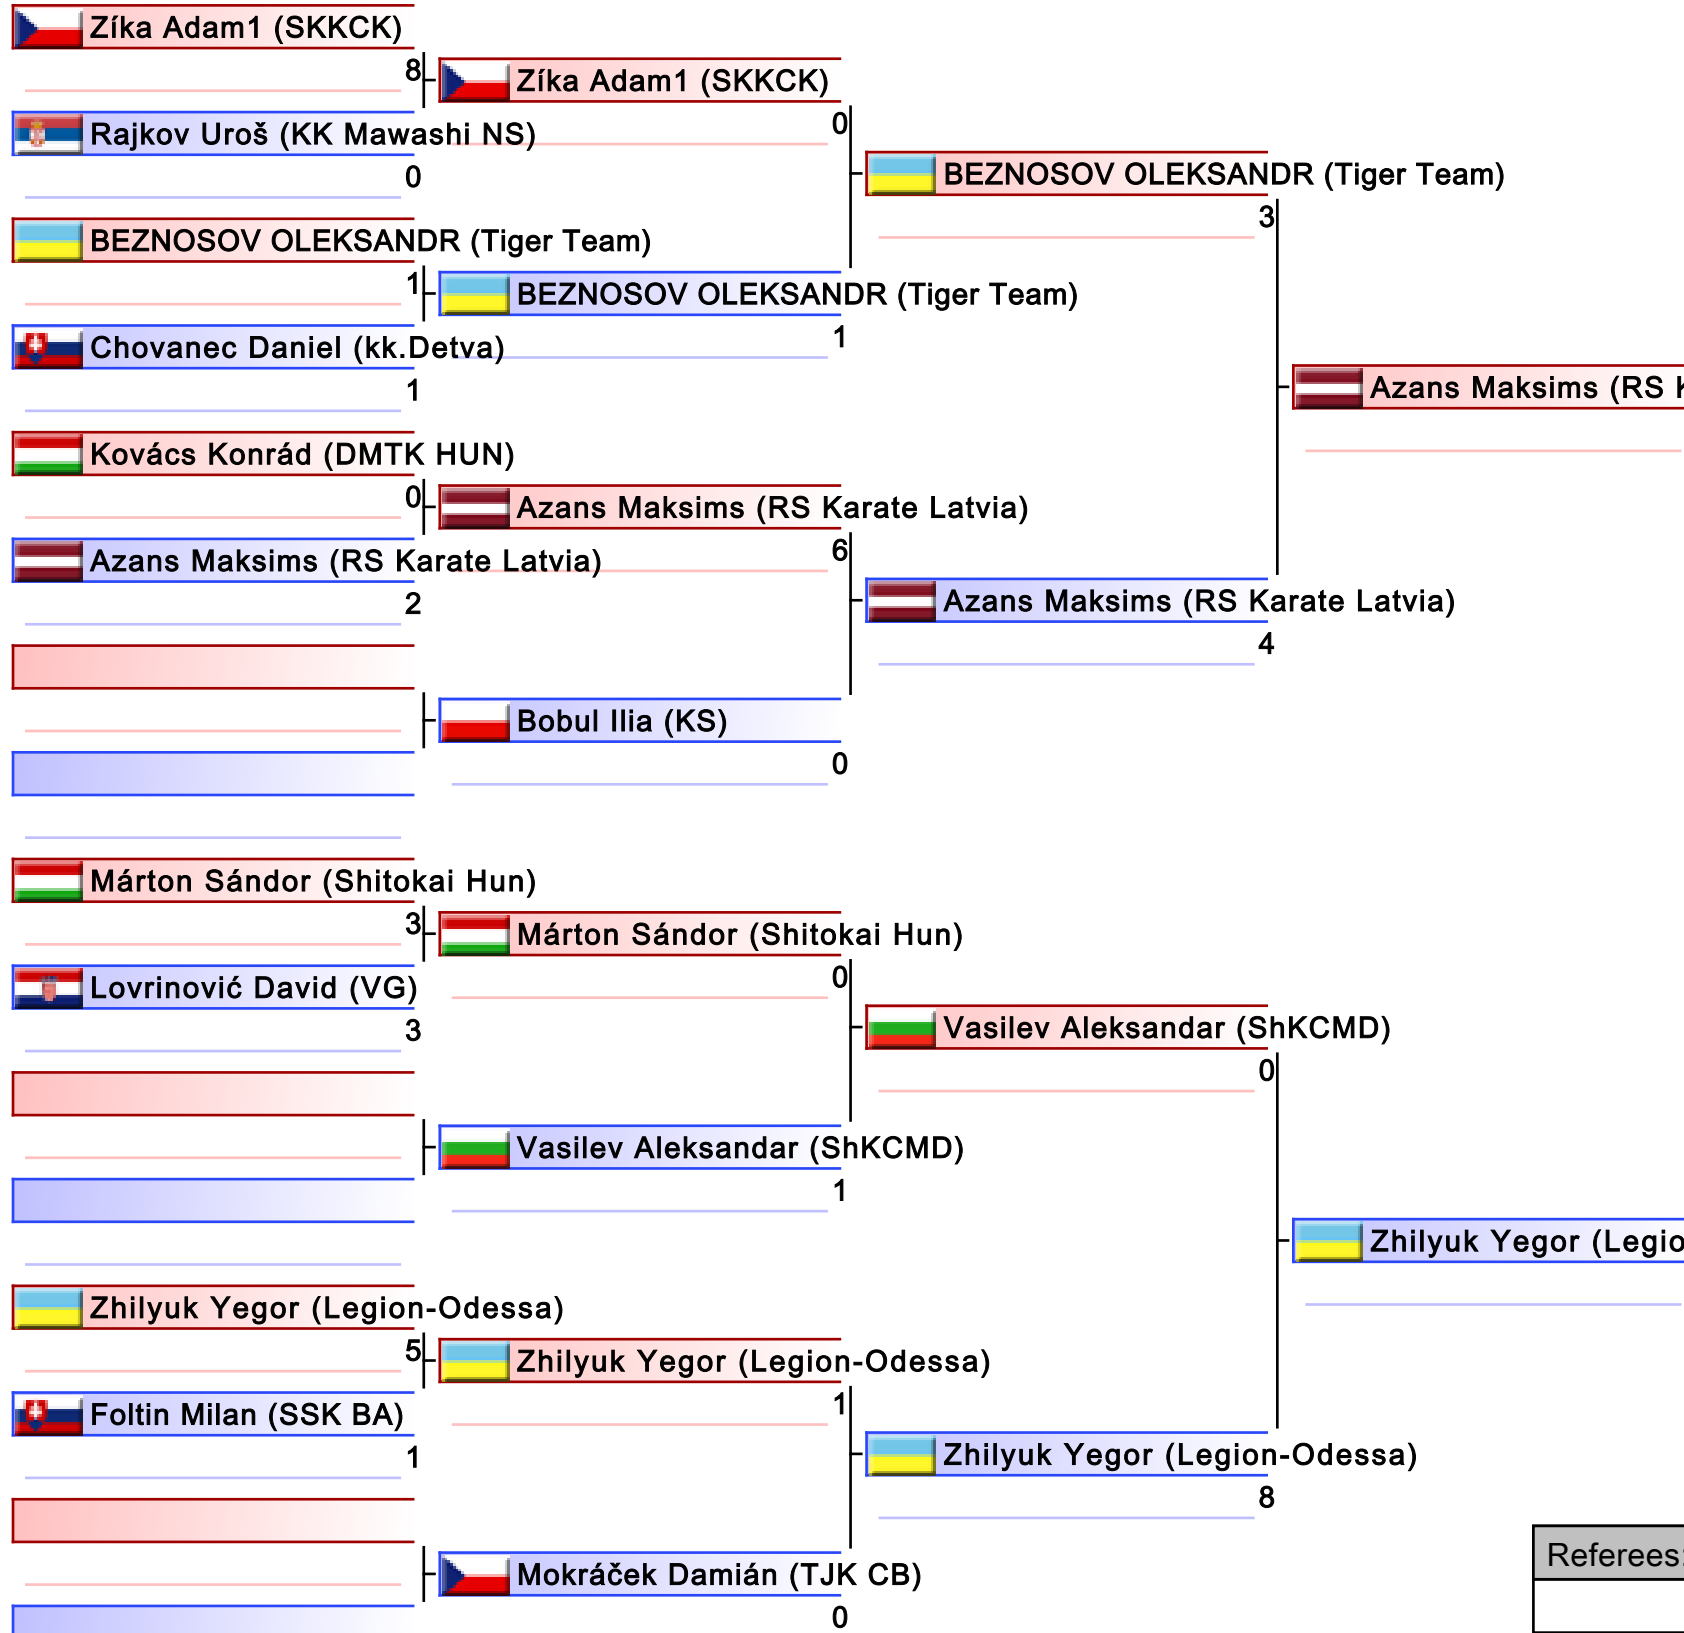 Zíka Adam1 (SKKCK)
8
Rajkov Uroš (KK Mawashi NS)
0
BEZNOSOV OLEKSANDR (Tiger Team)
1
Chovanec Daniel (kk.Detva)
1
Kovács Konrád (DMTK HUN)
0
Azans Maksims (RS Karate Latvia)
2
Márton Sándor (Shitokai Hun)
3
Lovrinović David (VG)
3
Zhilyuk Yegor (Legion-Odessa)
5
Foltin Milan (SSK BA)
1
Zíka Adam1 (SKKCK)
0
BEZNOSOV OLEKSANDR (Tiger Team)
1
Azans Maksims (RS Karate Latvia)
6
Bobul Ilia (KS)
0
Márton Sándor (Shitokai Hun)
0
Vasilev Aleksandar (ShKCMD)
1
Zhilyuk Yegor (Legion-Odessa)
1
Mokráček Damián (TJK CB)
0
BEZNOSOV OLEKSANDR (Tiger Team)
3
Azans Maksims (RS Karate Latvia)
4
Vasilev Aleksandar (ShKCMD)
0
Zhilyuk Yegor (Legion-Odessa)
8
Azans Maksims (RS
Zhilyuk Yegor (Legio
Referees: